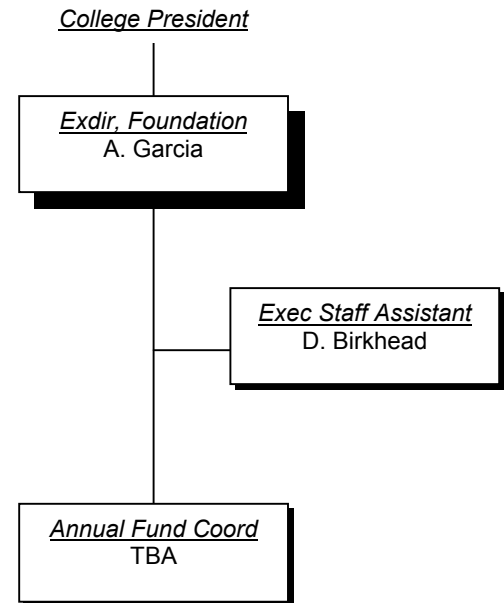 College President
Exdir, Foundation
A. Garcia
Exec Staff Assistant
D. Birkhead
Annual Fund Coord
TBA